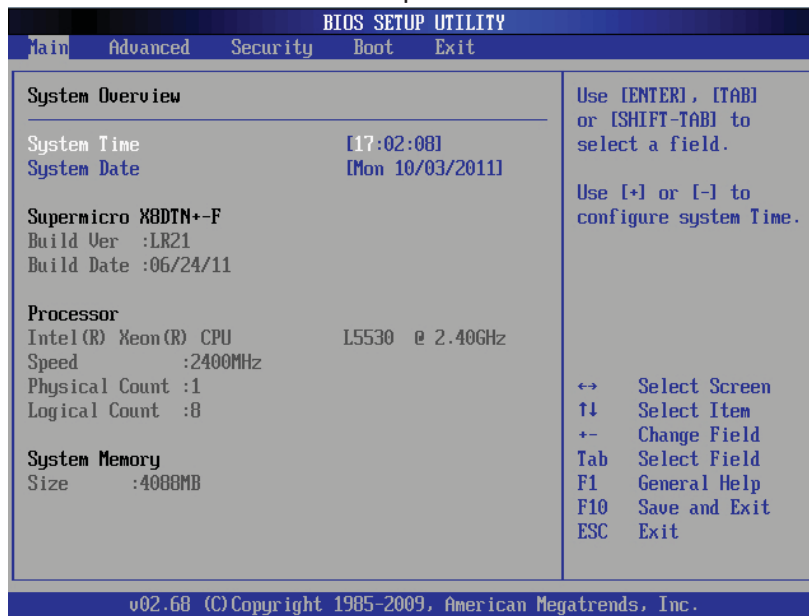 BIOS SETUP UTILITY
Main Advanced Security Boot Exit
System Overview
System Time [17:02:08]
System Date [Mon 10/03/2011]
Supermicro X8DTN+-F
Build Ver :LR21
Build Date :06/24/11
Processor
Intel(R) Xeon(R) CPU L5530 @ 2.40GHz
Speed :2400MHz
Physical Count :1
Logical Count :8
System Memory
Size :4088MB
Use [ENTER], [TAB]
or [SHIFT-TAB] to
select a field.
Use [+] or [-] to
configure system Time.
↔ Select Screen
↑↓ Select Item
+- Change Field
Tab Select Field
F1 General Help
F10 Save and Exit
ESC Exit
v02.68 (C)Copyright 1985-2009, American Megatrends, Inc.